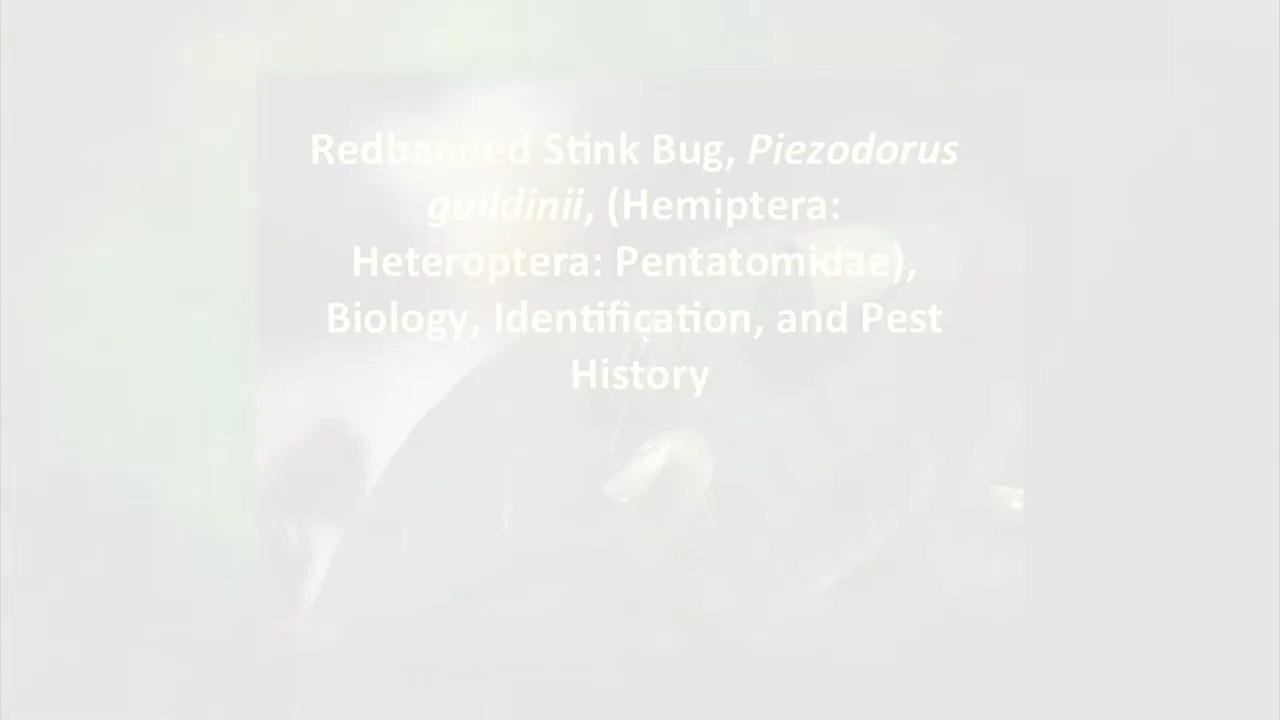 Redbanded Stink Bug, Piezodorus
guildinii, (Hemiptera:
Heteroptera: Pentatomidae),
Biology, Identification, and Pest
History